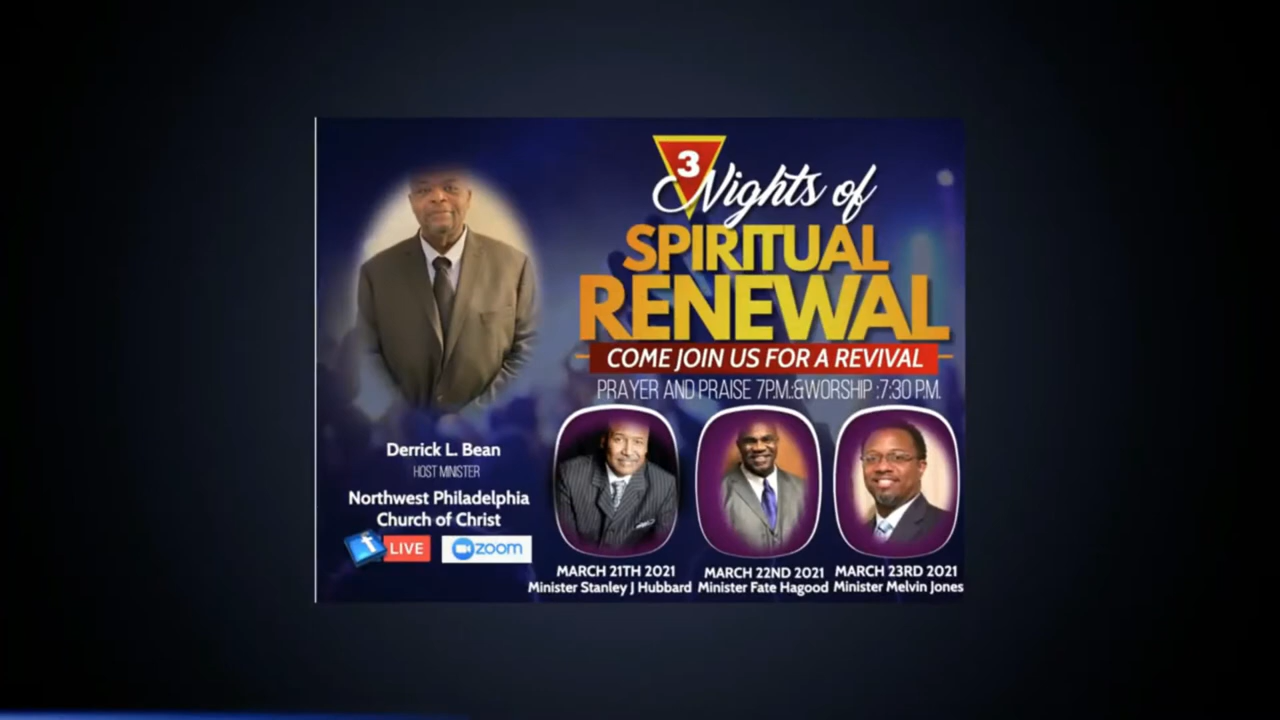 3
Nights of
SPIRITUAL
RENEWAL
COME JOIN US FOR A REVIVAL
PRAYER AND PRAISE 7P.M.:&WORSHIP :7:30 P.M.
Derrick L. Bean
HOST MINISTER
Northwest Philadelphia
Church of Christ
f LIVE zoom
MARCH 21TH 2021
Minister Stanley J Hubbard
MARCH 22ND 2021
Minister Fate Hagood
MARCH 23RD 2021
Minister Melvin Jones